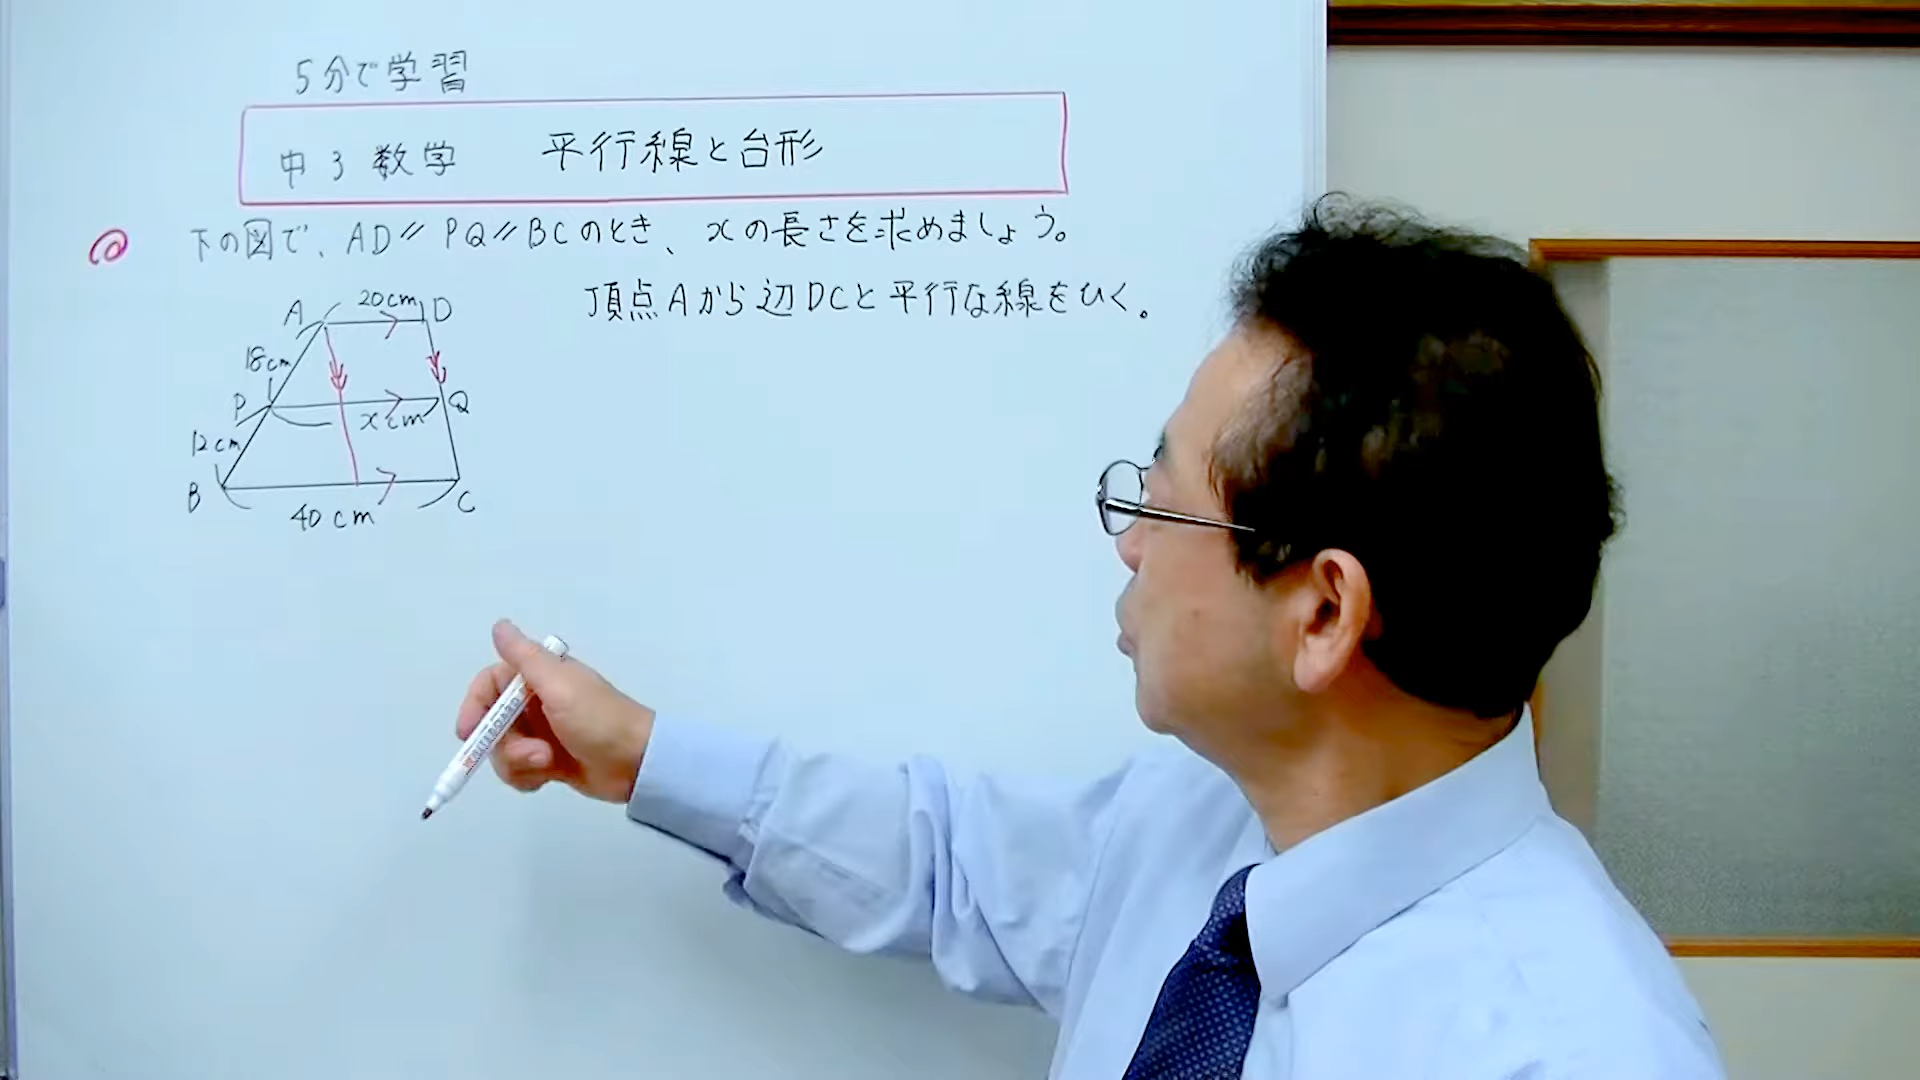 5分で学習
中3数学 平行線と台形
下の図で、AD∥PQ∥BCのとき、xの長さを求めましょう。
頂点Aから辺DCと平行な線をひく。
A 20cm D
18cm
P x cm Q
12cm
B 40cm C